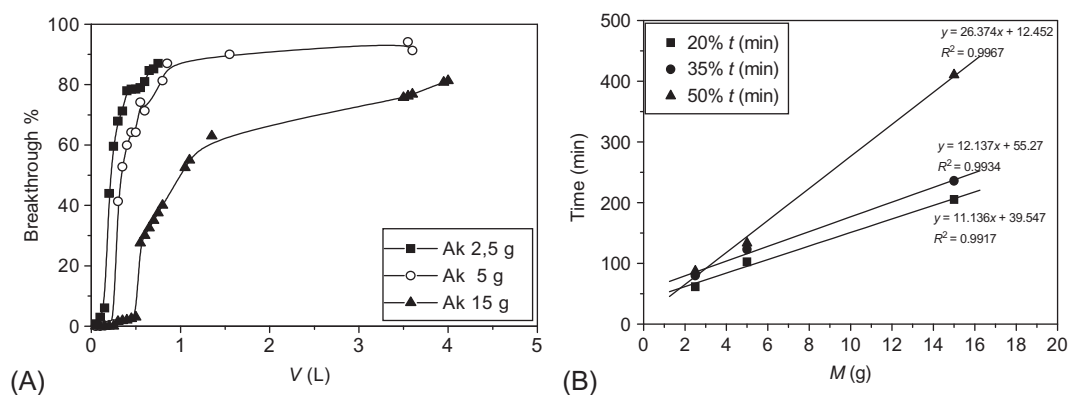 100
80
60
40
20
0
Breakthrough %
0 1 2 3 4 5
V (L)
Ak 2,5 g
Ak 5 g
Ak 15 g
(A)
500
400
300
200
100
0
Time (min)
0 2 4 6 8 10 12 14 16 18 20
M (g)
20% t (min)
35% t (min)
50% t (min)
y = 26.374x + 12.452
R² = 0.9967
y = 12.137x + 55.27
R² = 0.9934
y = 11.136x + 39.547
R² = 0.9917
(B)